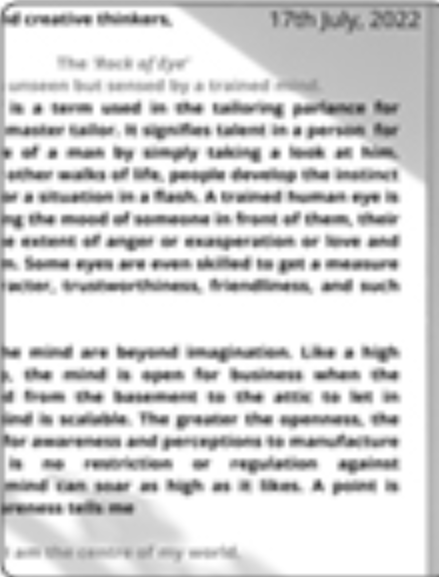 d creative thinkers,
17th July, 2022
The 'Rock of Eye'
unseen but sensed by a trained mind.
is a term used in the tailoring parlance for
master tailor. It signifies talent in a person for
e of a man by simply taking a look at him,
other walks of life, people develop the instinct
or a situation in a flash. A trained human eye is
ng the mood of someone in front of them, their
e extent of anger or exasperation or love and
n. Some eyes are even skilled to get a measure
racter, trustworthiness, friendliness, and such
he mind are beyond imagination. Like a high
, the mind is open for business when the
d from the basement to the attic to let in
ind is scalable. The greater the openness, the
for awareness and perceptions to manufacture
is no restriction or regulation against
mind can soar as high as it likes. A point is
reness tells me
I am the centre of my world.